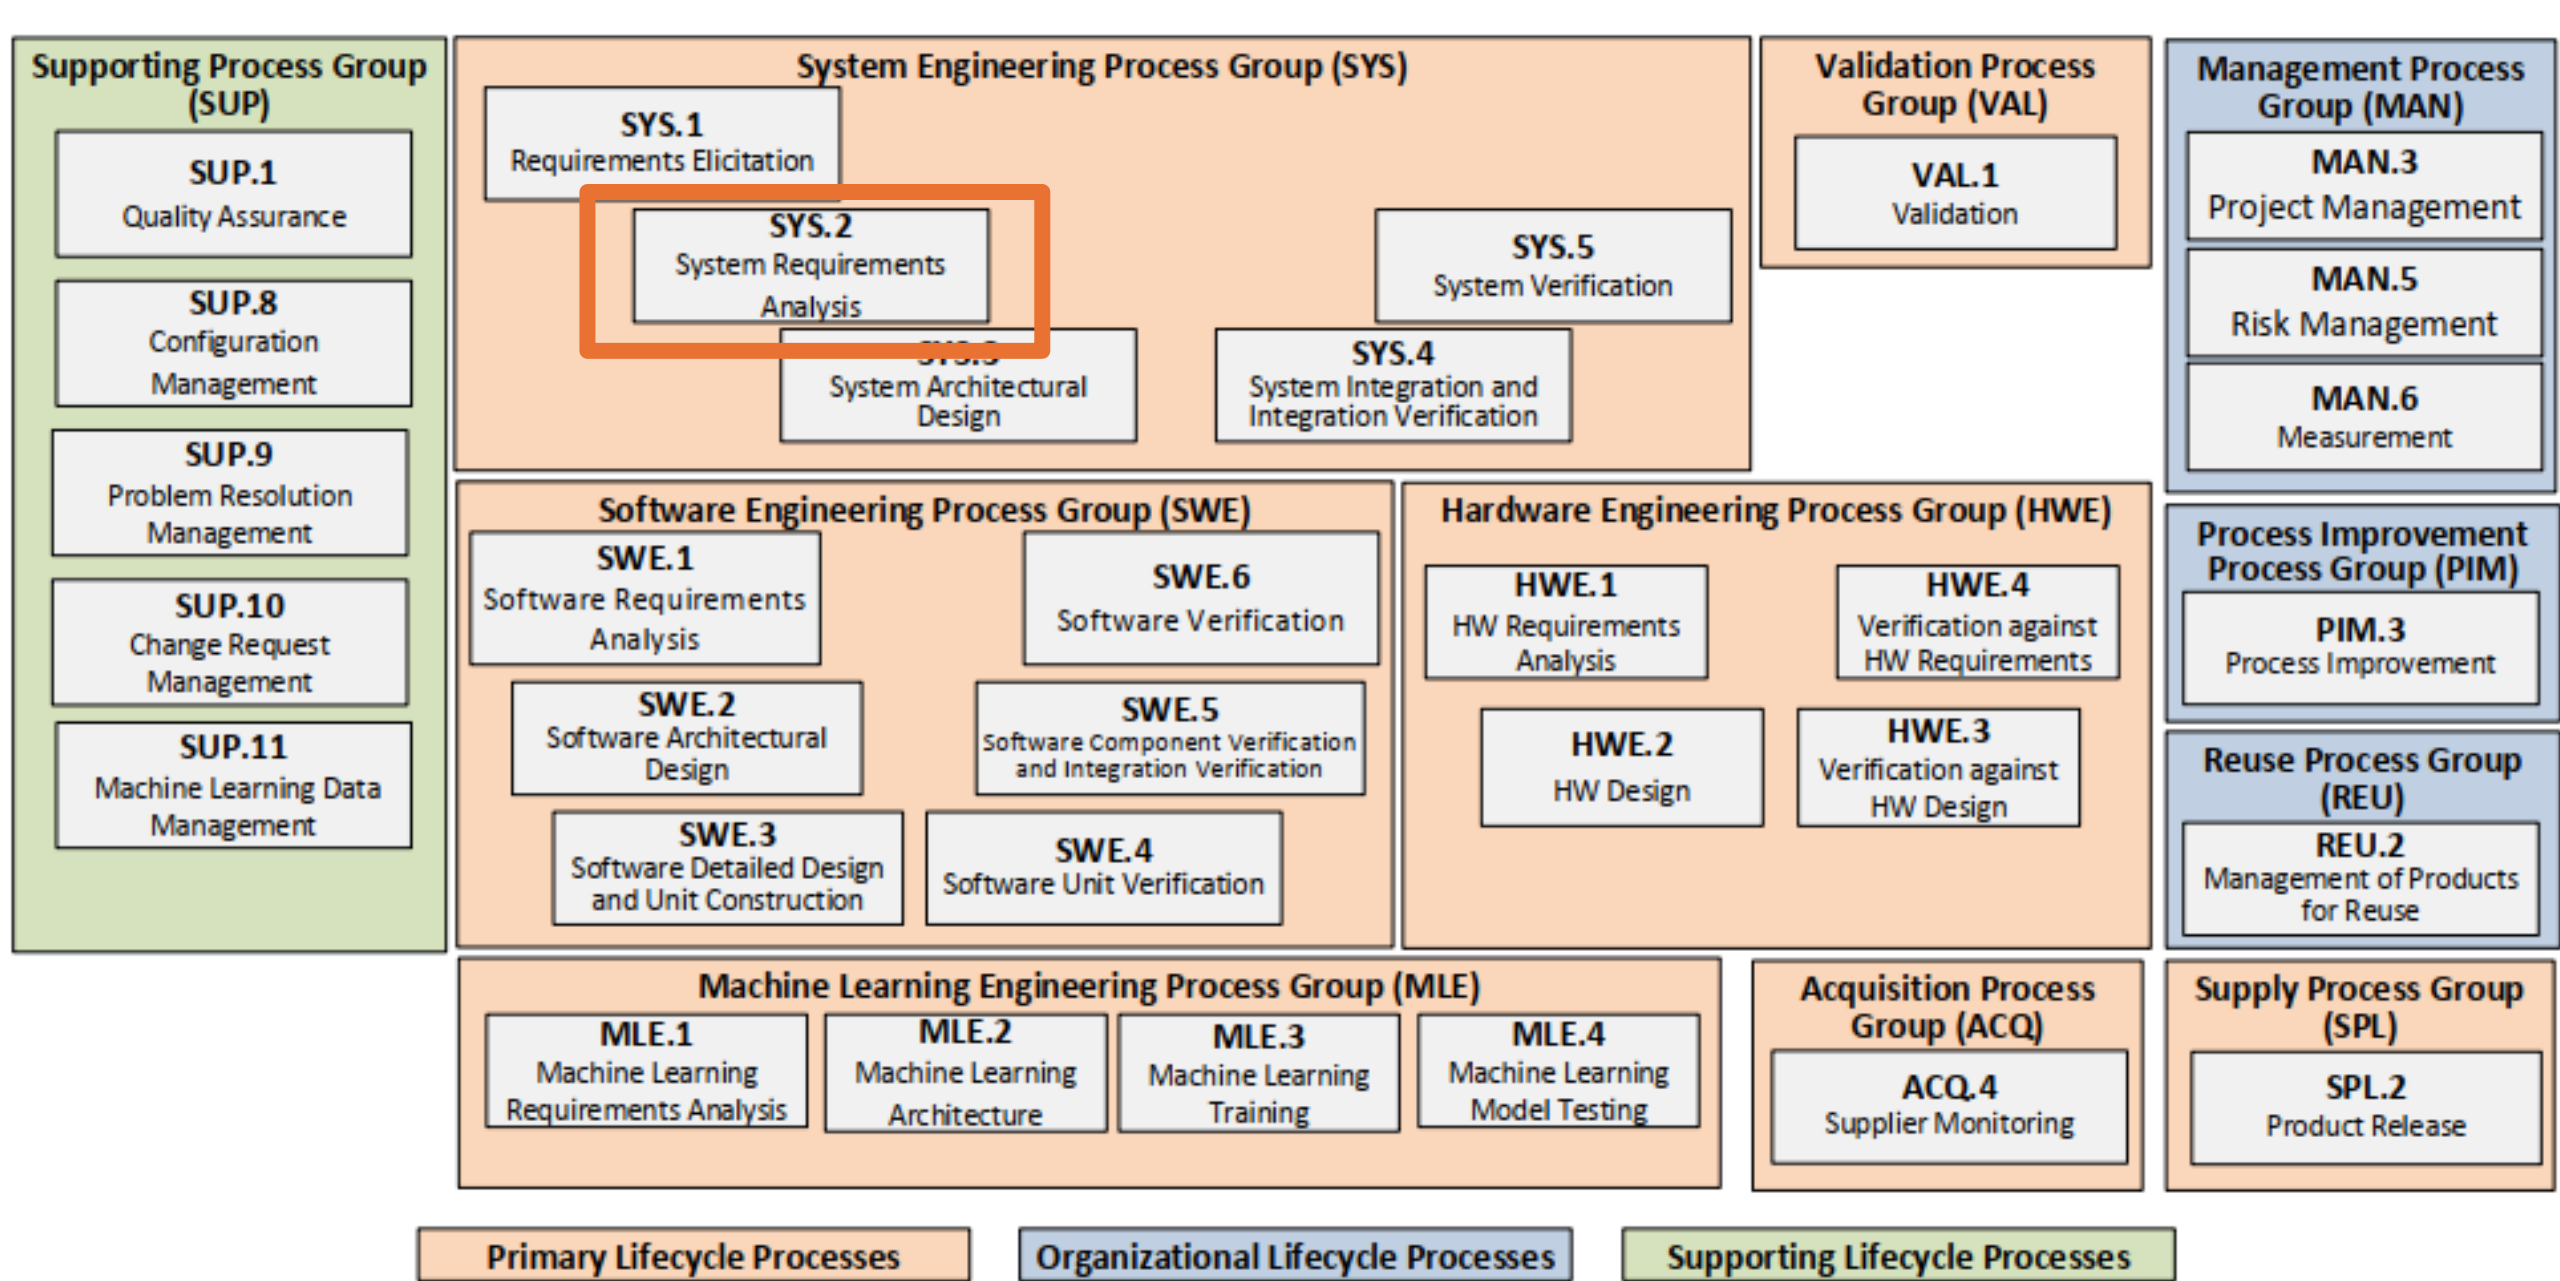 Supporting Process Group
(SUP)
SUP.1
Quality Assurance
SUP.8
Configuration
Management
SUP.9
Problem Resolution
Management
SUP.10
Change Request
Management
SUP.11
Machine Learning Data
Management
System Engineering Process Group (SYS)
SYS.1
Requirements Elicitation
SYS.2
System Requirements
Analysis
SYS.3
System Architectural
Design
SYS.4
System Integration and
Integration Verification
SYS.5
System Verification
Validation Process
Group (VAL)
VAL.1
Validation
Management Process
Group (MAN)
MAN.3
Project Management
MAN.5
Risk Management
MAN.6
Measurement
Software Engineering Process Group (SWE)
SWE.1
Software Requirements
Analysis
SWE.2
Software Architectural
Design
SWE.3
Software Detailed Design
and Unit Construction
SWE.4
Software Unit Verification
SWE.5
Software Component Verification
and Integration Verification
SWE.6
Software Verification
Hardware Engineering Process Group (HWE)
HWE.1
HW Requirements
Analysis
HWE.2
HW Design
HWE.3
Verification against
HW Design
HWE.4
Verification against
HW Requirements
Process Improvement
Process Group (PIM)
PIM.3
Process Improvement
Reuse Process Group
(REU)
REU.2
Management of Products
for Reuse
Machine Learning Engineering Process Group (MLE)
MLE.1
Machine Learning
Requirements Analysis
MLE.2
Machine Learning
Architecture
MLE.3
Machine Learning
Training
MLE.4
Machine Learning
Model Testing
Acquisition Process
Group (ACQ)
ACQ.4
Supplier Monitoring
Supply Process Group
(SPL)
SPL.2
Product Release
Primary Lifecycle Processes
Organizational Lifecycle Processes
Supporting Lifecycle Processes